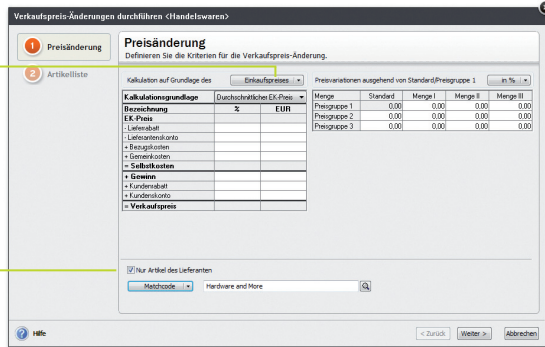 Verkaufspreis-Änderungen durchführen <Handelswaren>
1 Preisänderung
2 Artikelliste
Preisänderung
Definieren Sie die Kriterien für die Verkaufspreis-Änderung.
Kalkulation auf Grundlage des Einkaufspreises
Preisvariationen ausgehend von Standard/Preisgruppe 1 in %
Kalkulationsgrundlage Durchschnittlicher EK-Preis
Bezeichnung % EUR
EK-Preis
- Lieferrabatt
- Lieferantenskonto
+ Bezugskosten
+ Gemeinkosten
= Selbstkosten
+ Gewinn
+ Kundenrabatt
+ Kundenskonto
= Verkaufspreis
Menge Standard Menge I Menge II Menge III
Preisgruppe 1 0,00 0,00 0,00 0,00
Preisgruppe 2 0,00 0,00 0,00 0,00
Preisgruppe 3 0,00 0,00 0,00 0,00
Nur Artikel des Lieferanten
Matchcode Hardware and More
Hilfe
< Zurück Weiter > Abbrechen